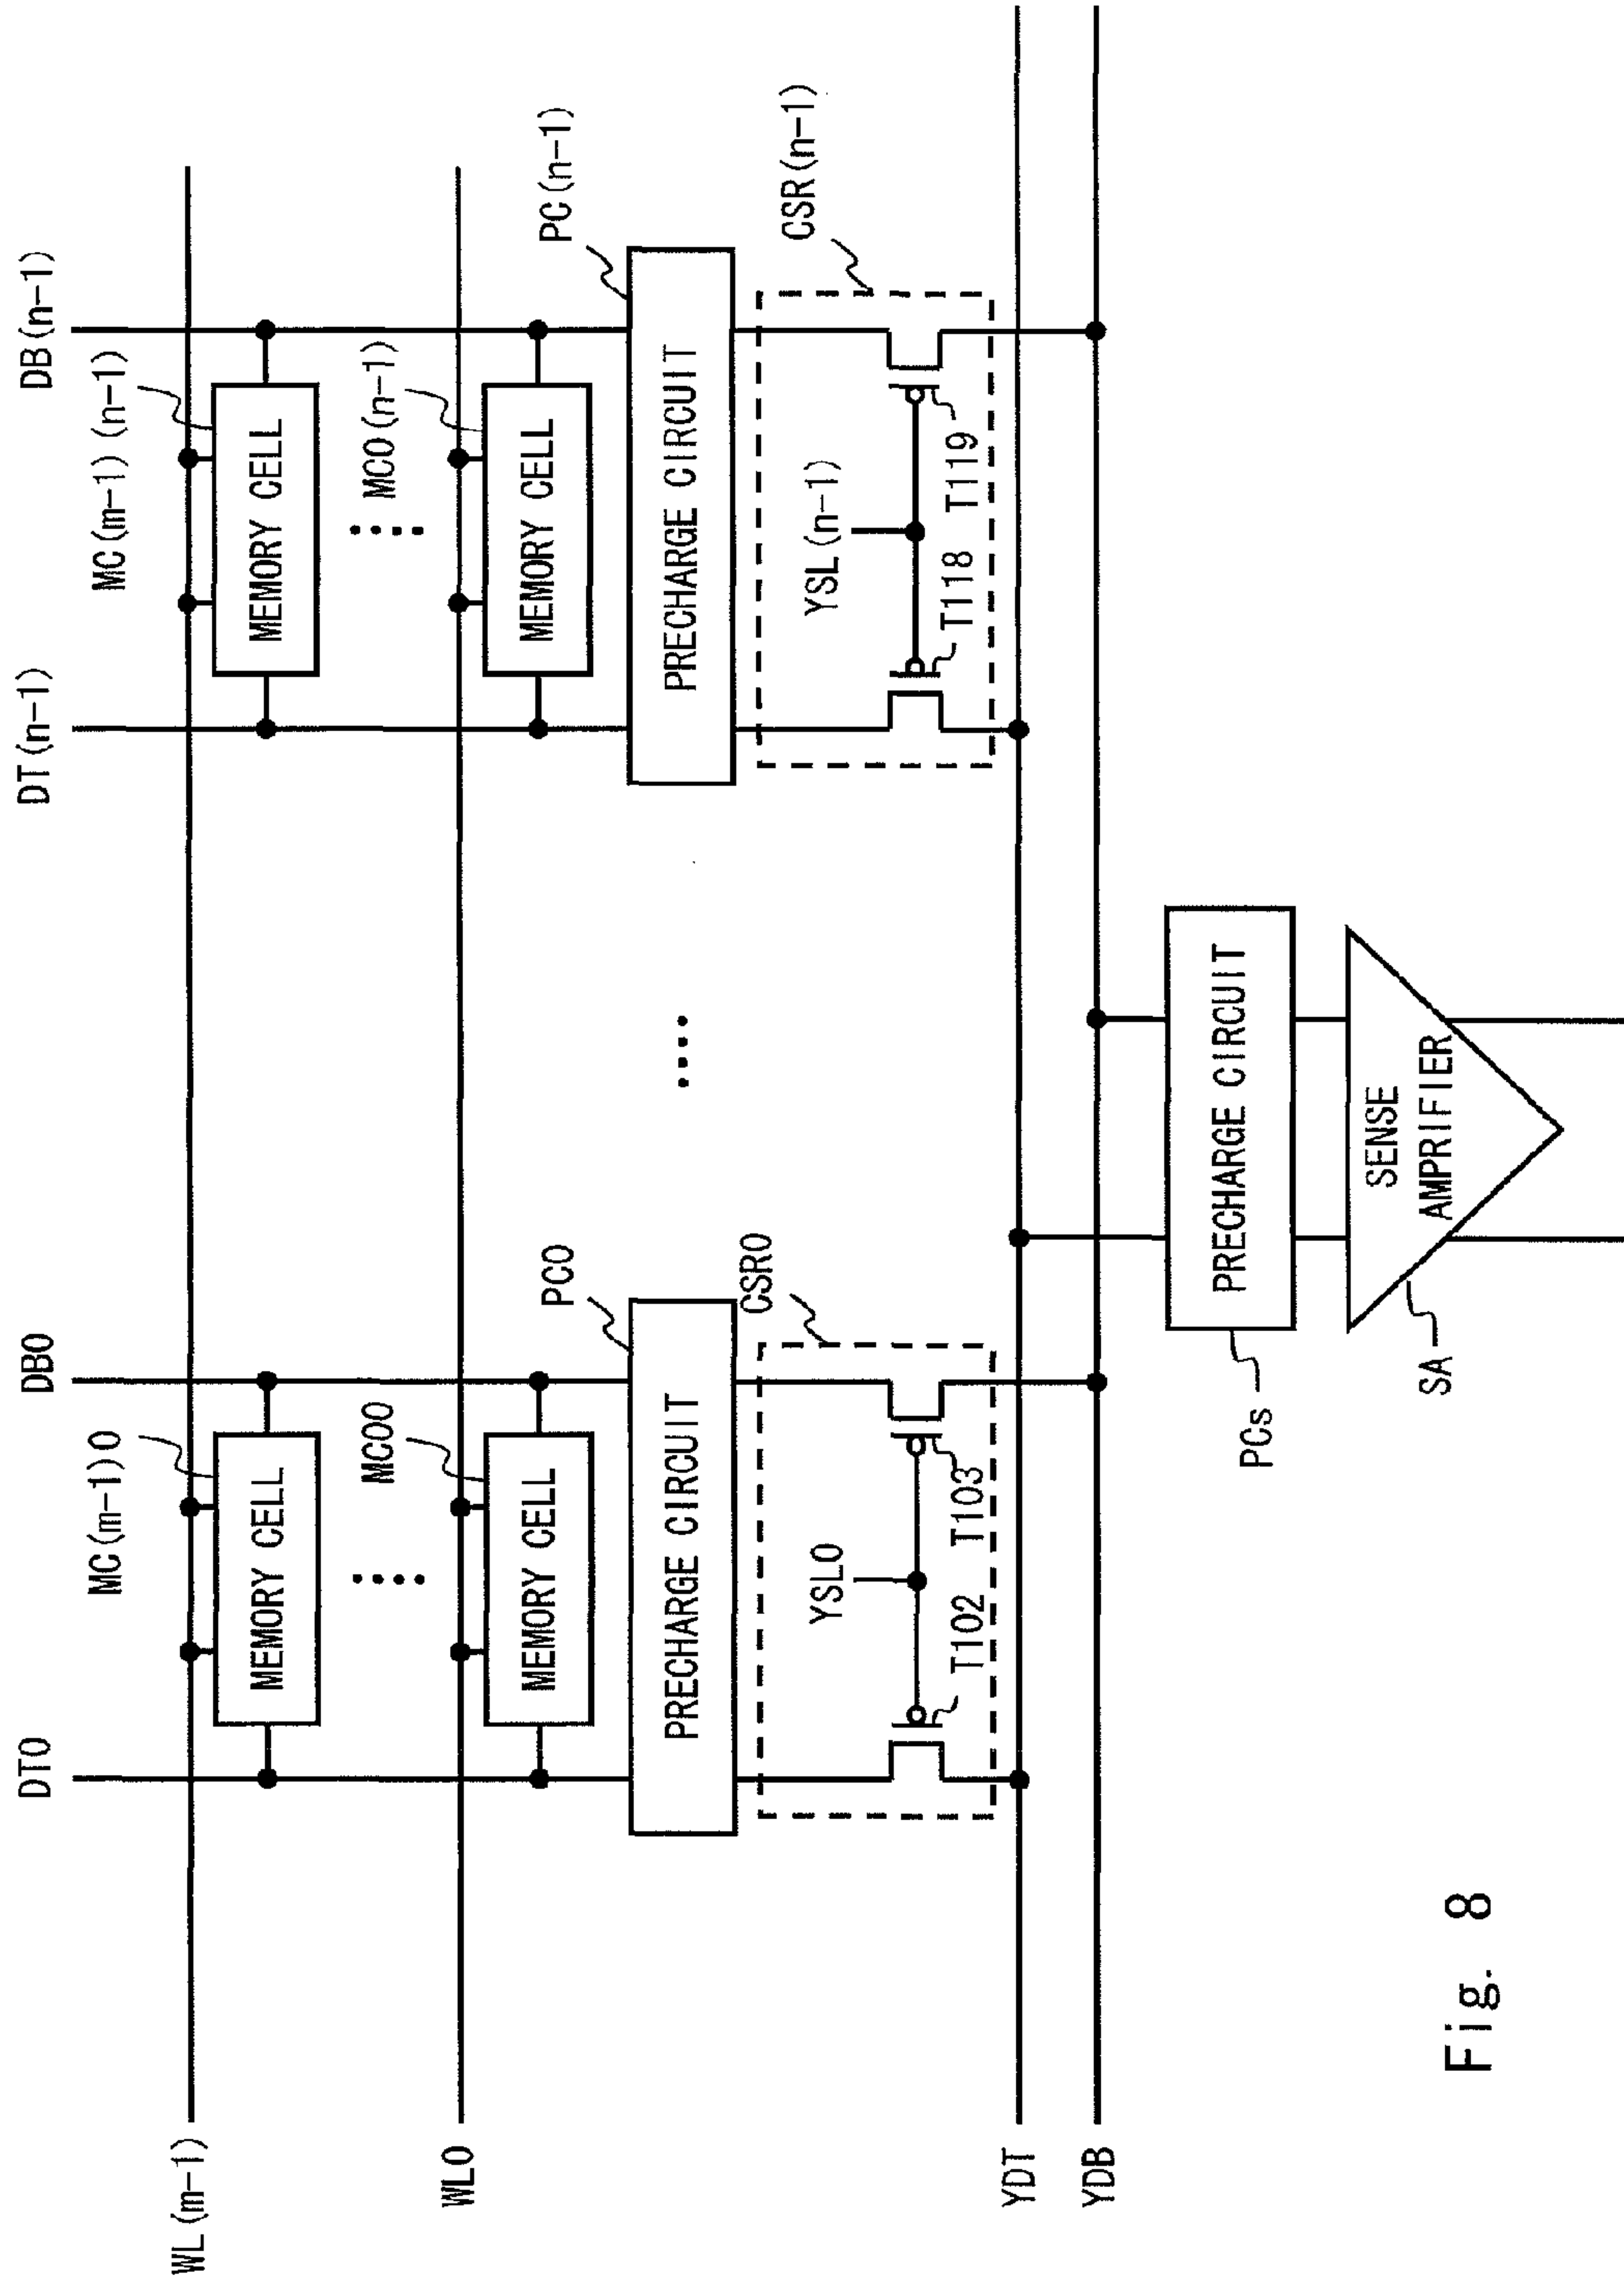 DT0
DB0
DT(n-1)
DB(n-1)
MC(m-1)0
MC(m-1)(n-1)
WL(m-1)
MEMORY CELL
MEMORY CELL
MC00
MC0(n-1)
WL0
MEMORY CELL
MEMORY CELL
PC0
PC(n-1)
PRECHARGE CIRCUIT
PRECHARGE CIRCUIT
CSR0
CSR(n-1)
YSL0
YSL(n-1)
T102
T103
T118
T119
YDT
YDB
PRECHARGE CIRCUIT
PCs
SENSE
AMPRIFIER
SA
Fig. 8